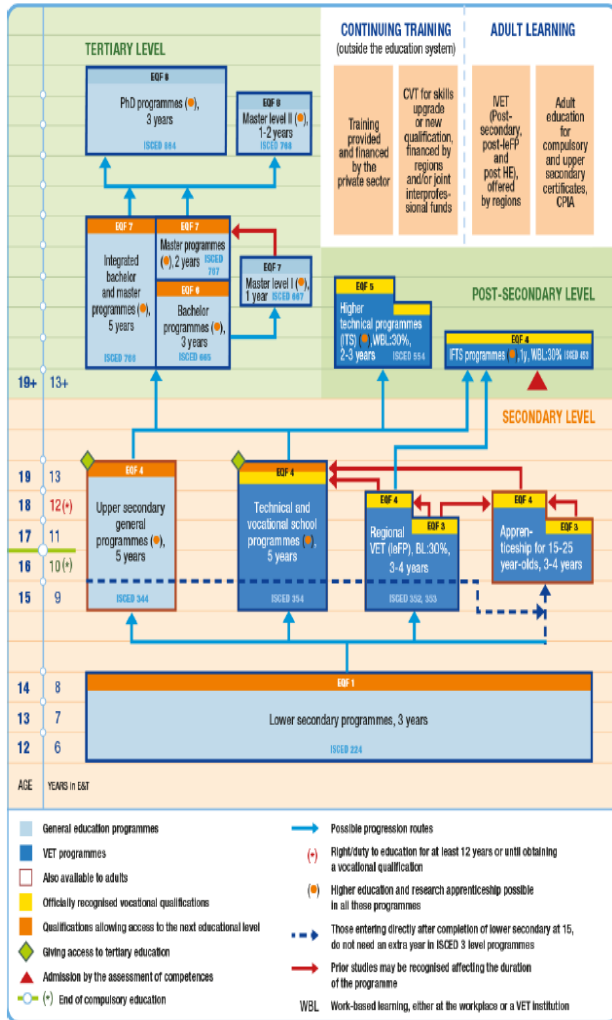 TERTIARY LEVEL
CONTINUING TRAINING
(outside the education system)
ADULT LEARNING
EQF 8
PhD programmes ( ),
3 years
ISCED 864
EQF 8
Master level II ( ),
1-2 years
ISCED 768
Training
provided
and financed
by the
private sector
CVT for skills
upgrade
or new
qualification,
financed by
regions
and/or joint
interprofes-
sional funds
IVET
(Post-
secondary,
post-IeFP
and
post HE),
offered
by regions
Adult
education
for
compulsory
and upper
secondary
certificates,
CPIA
EQF 7
Integrated
bachelor
and master
programmes
( ),
5 years
ISCED 766
EQF 7
Master programmes
( ), 2 years
ISCED
767
EQF 6
Bachelor
programmes ( ),
3 years
ISCED 665
EQF 7
Master level I ( ),
1 year ISCED 667
POST-SECONDARY LEVEL
EQF 5
Higher
technical programmes
(ITS) ( ),WBL:30%,
2-3 years
ISCED 554
EQF 4
IFTS programmes ( ),1y, WBL:30% ISCED 453
19+ 13+
SECONDARY LEVEL
19 13
18 12(*)
17 11
16 10(*)
15 9
EQF 4
Upper secondary
general
programmes ( ),
5 years
ISCED 344
EQF 4
Technical and
vocational school
programmes ( ),
5 years
ISCED 354
EQF 4
EQF 3
Regional
VET (IeFP), BL:30%,
3-4 years
ISCED 352, 353
EQF 4
EQF 3
Appren-
ticeship for 15-25
year-olds, 3-4 years
14 8
13 7
12 6
EQF 1
Lower secondary programmes, 3 years
ISCED 224
AGE YEARS in E&T
General education programmes
VET programmes
Also available to adults
Officially recognised vocational qualifications
Qualifications allowing access to the next educational level
Giving access to tertiary education
Admission by the assessment of competences
(*) End of compulsory education
Possible progression routes
(*) Right/duty to education for at least 12 years or until obtaining
a vocational qualification
( ) Higher education and research apprenticeship possible
in all these programmes
Those entering directly after completion of lower secondary at 15,
do not need an extra year in ISCED 3 level programmes
Prior studies may be recognised affecting the duration
of the programme
WBL Work-based learning, either at the workplace or a VET institution